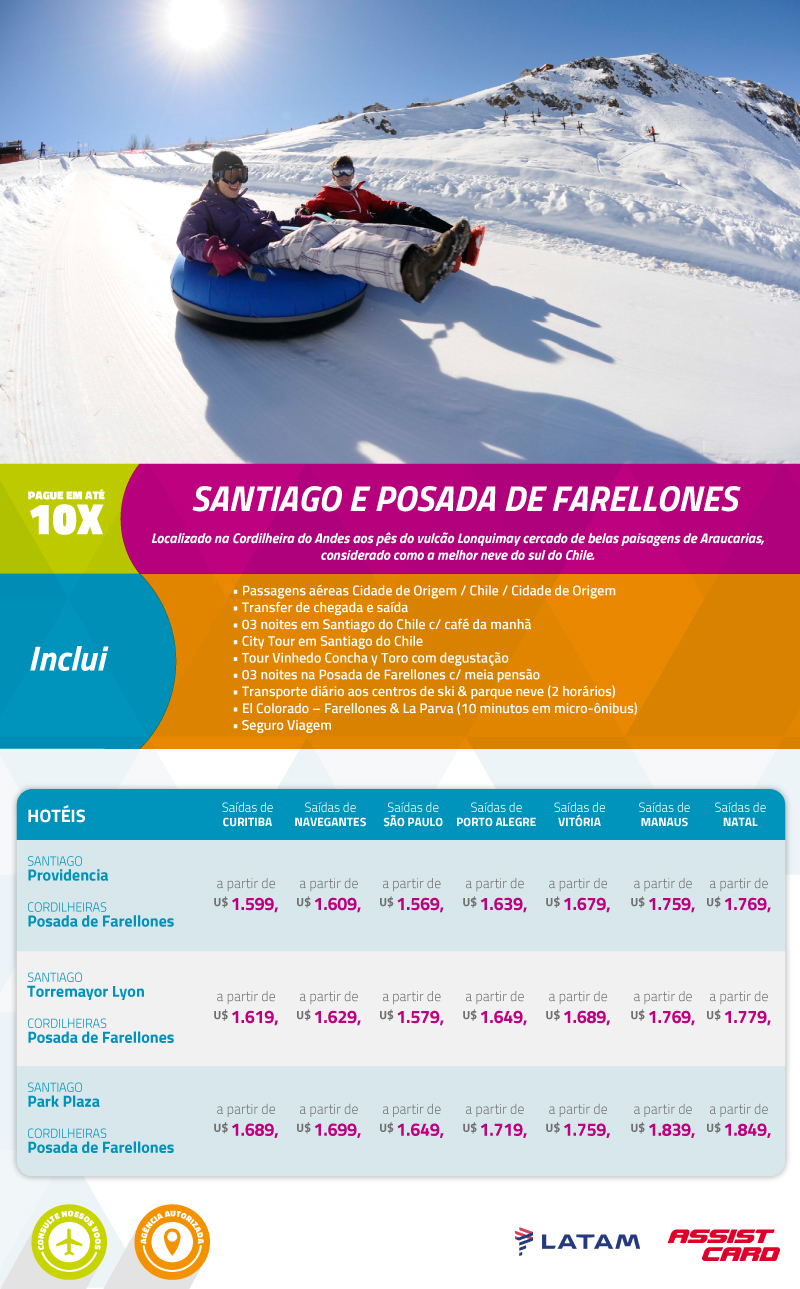 PAGUE EM ATÉ
10X
SANTIAGO E POSADA DE FARELLONES
Localizado na Cordilheira do Andes aos pês do vulcão Lonquimay cercado de belas paisagens de Araucarias,
considerado como a melhor neve do sul do Chile.
Inclui
• Passagens aéreas Cidade de Origem / Chile / Cidade de Origem
• Transfer de chegada e saída
• 03 noites em Santiago do Chile c/ café da manhã
• City Tour em Santiago do Chile
• Tour Vinhedo Concha y Toro com degustação
• 03 noites na Posada de Farellones c/ meia pensão
• Transporte diário aos centros de ski & parque neve (2 horários)
• El Colorado – Farellones & La Parva (10 minutos em micro-ônibus)
• Seguro Viagem
HOTÉIS
Saídas de CURITIBA
Saídas de NAVEGANTES
Saídas de SÃO PAULO
Saídas de PORTO ALEGRE
Saídas de VITÓRIA
Saídas de MANAUS
Saídas de NATAL
SANTIAGO
Providencia
CORDILHEIRAS
Posada de Farellones
a partir de a partir de a partir de a partir de a partir de a partir de a partir de
U$ 1.599, U$ 1.609, U$ 1.569, U$ 1.639, U$ 1.679, U$ 1.759, U$ 1.769,
SANTIAGO
Torremayor Lyon
CORDILHEIRAS
Posada de Farellones
a partir de a partir de a partir de a partir de a partir de a partir de a partir de
U$ 1.619, U$ 1.629, U$ 1.579, U$ 1.649, U$ 1.689, U$ 1.769, U$ 1.779,
SANTIAGO
Park Plaza
CORDILHEIRAS
Posada de Farellones
a partir de a partir de a partir de a partir de a partir de a partir de a partir de
U$ 1.689, U$ 1.699, U$ 1.649, U$ 1.719, U$ 1.759, U$ 1.839, U$ 1.849,
CONSULTE NOSSOS VOOS
AGÊNCIA AUTORIZADA
LATAM
ASSIST
CARD